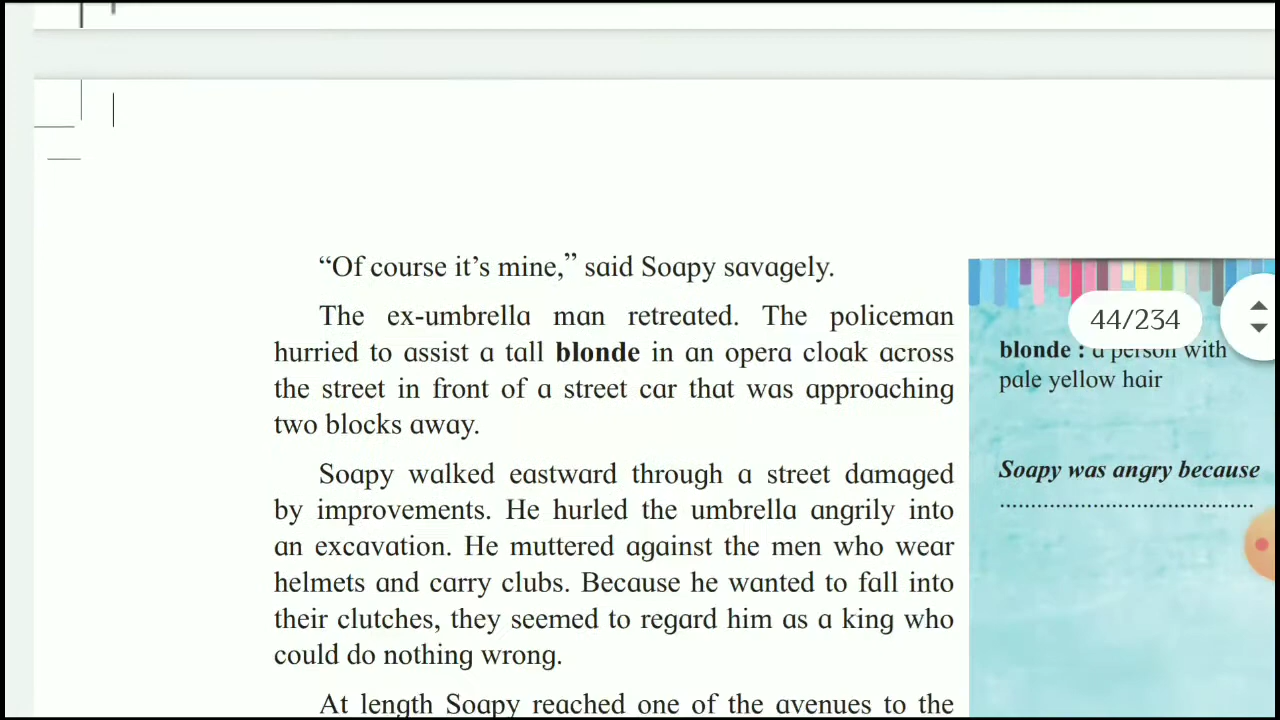 “Of course it’s mine,” said Soapy savagely.
The ex-umbrella man retreated. The policeman
hurried to assist a tall blonde in an opera cloak across
the street in front of a street car that was approaching
two blocks away.
Soapy walked eastward through a street damaged
by improvements. He hurled the umbrella angrily into
an excavation. He muttered against the men who wear
helmets and carry clubs. Because he wanted to fall into
their clutches, they seemed to regard him as a king who
could do nothing wrong.
At length Soapy reached one of the avenues to the
44/234
blonde : a person with
pale yellow hair
Soapy was angry because
..........................................